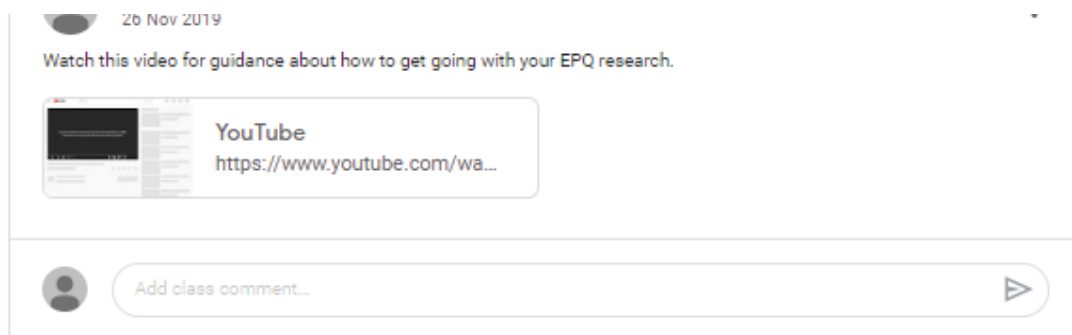 26 Nov 2019
Watch this video for guidance about how to get going with your EPQ research.
YouTube
https://www.youtube.com/wa...
Add class comment...